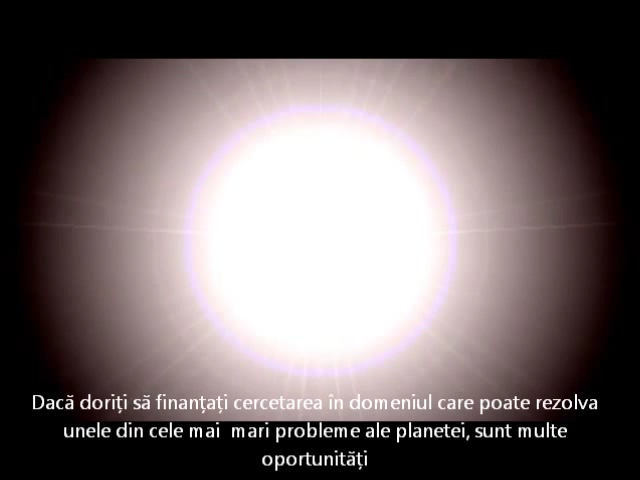 Dacă doriți să finanțați cercetarea în domeniul care poate rezolva
unele din cele mai  mari probleme ale planetei, sunt multe
oportunități